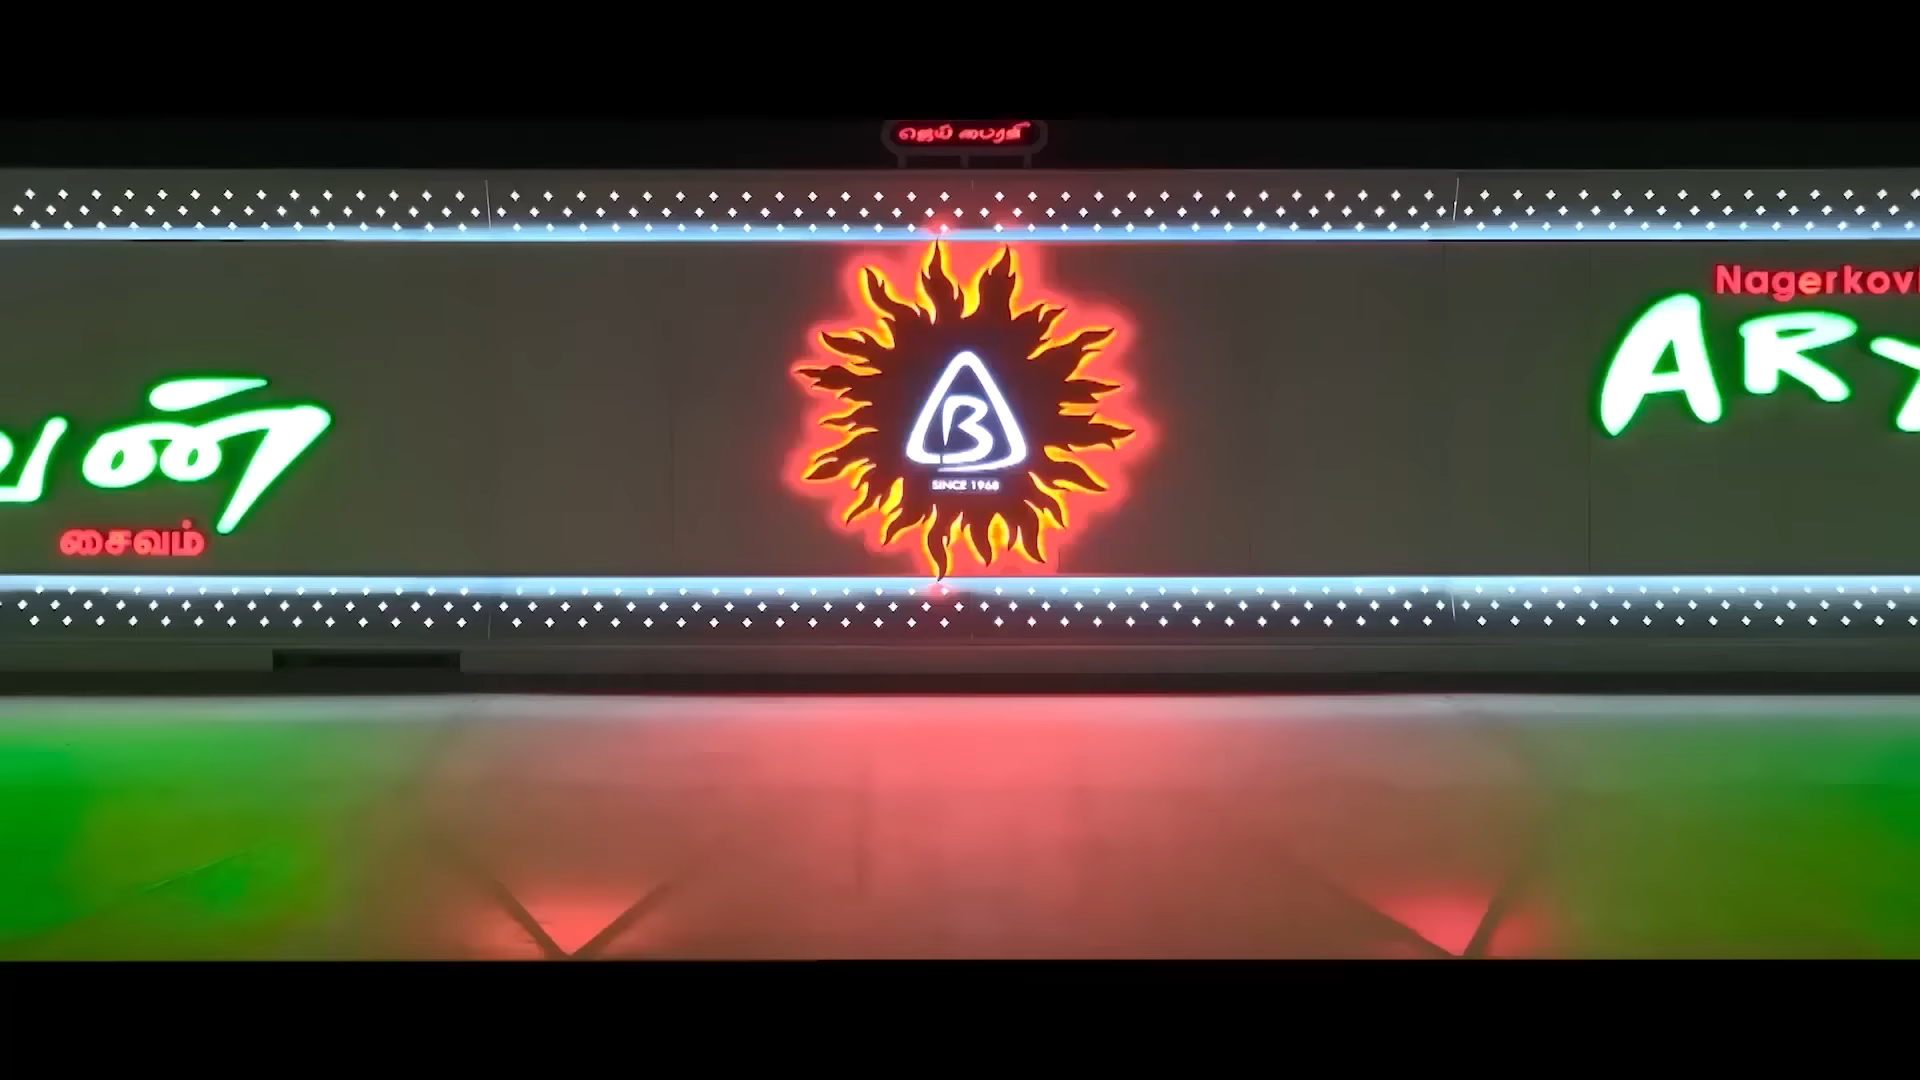 ஜெய் பைரவி
Nagerkovi
ARY
வன்
சைவம்
B
SINCE 1968